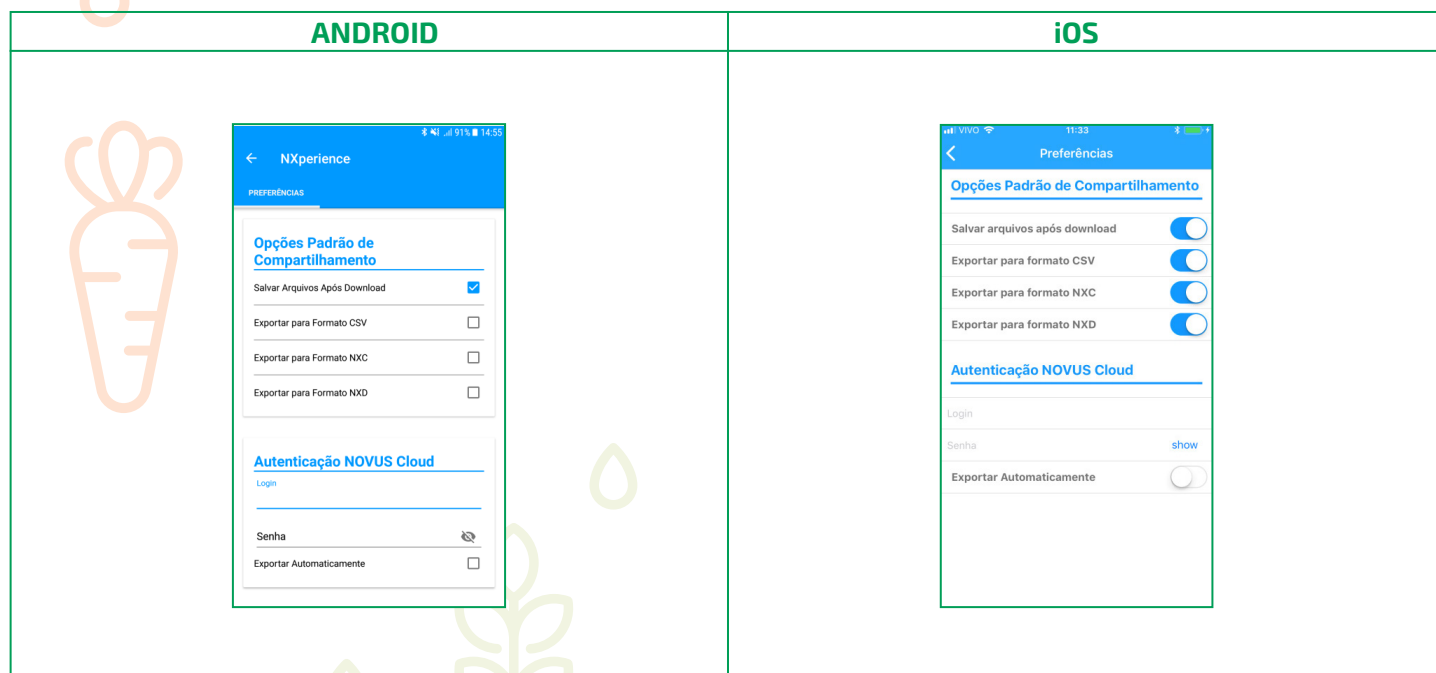 ANDROID
iOS
91% 14:55
NXperience
PREFERÊNCIAS
Opções Padrão de
Compartilhamento
Salvar Arquivos Após Download
Exportar para Formato CSV
Exportar para Formato NXC
Exportar para Formato NXD
Autenticação NOVUS Cloud
Login
Senha
Exportar Automaticamente
VIVO 11:33
Preferências
Opções Padrão de Compartilhamento
Salvar arquivos após download
Exportar para formato CSV
Exportar para formato NXC
Exportar para formato NXD
Autenticação NOVUS Cloud
Login
Senha show
Exportar Automaticamente